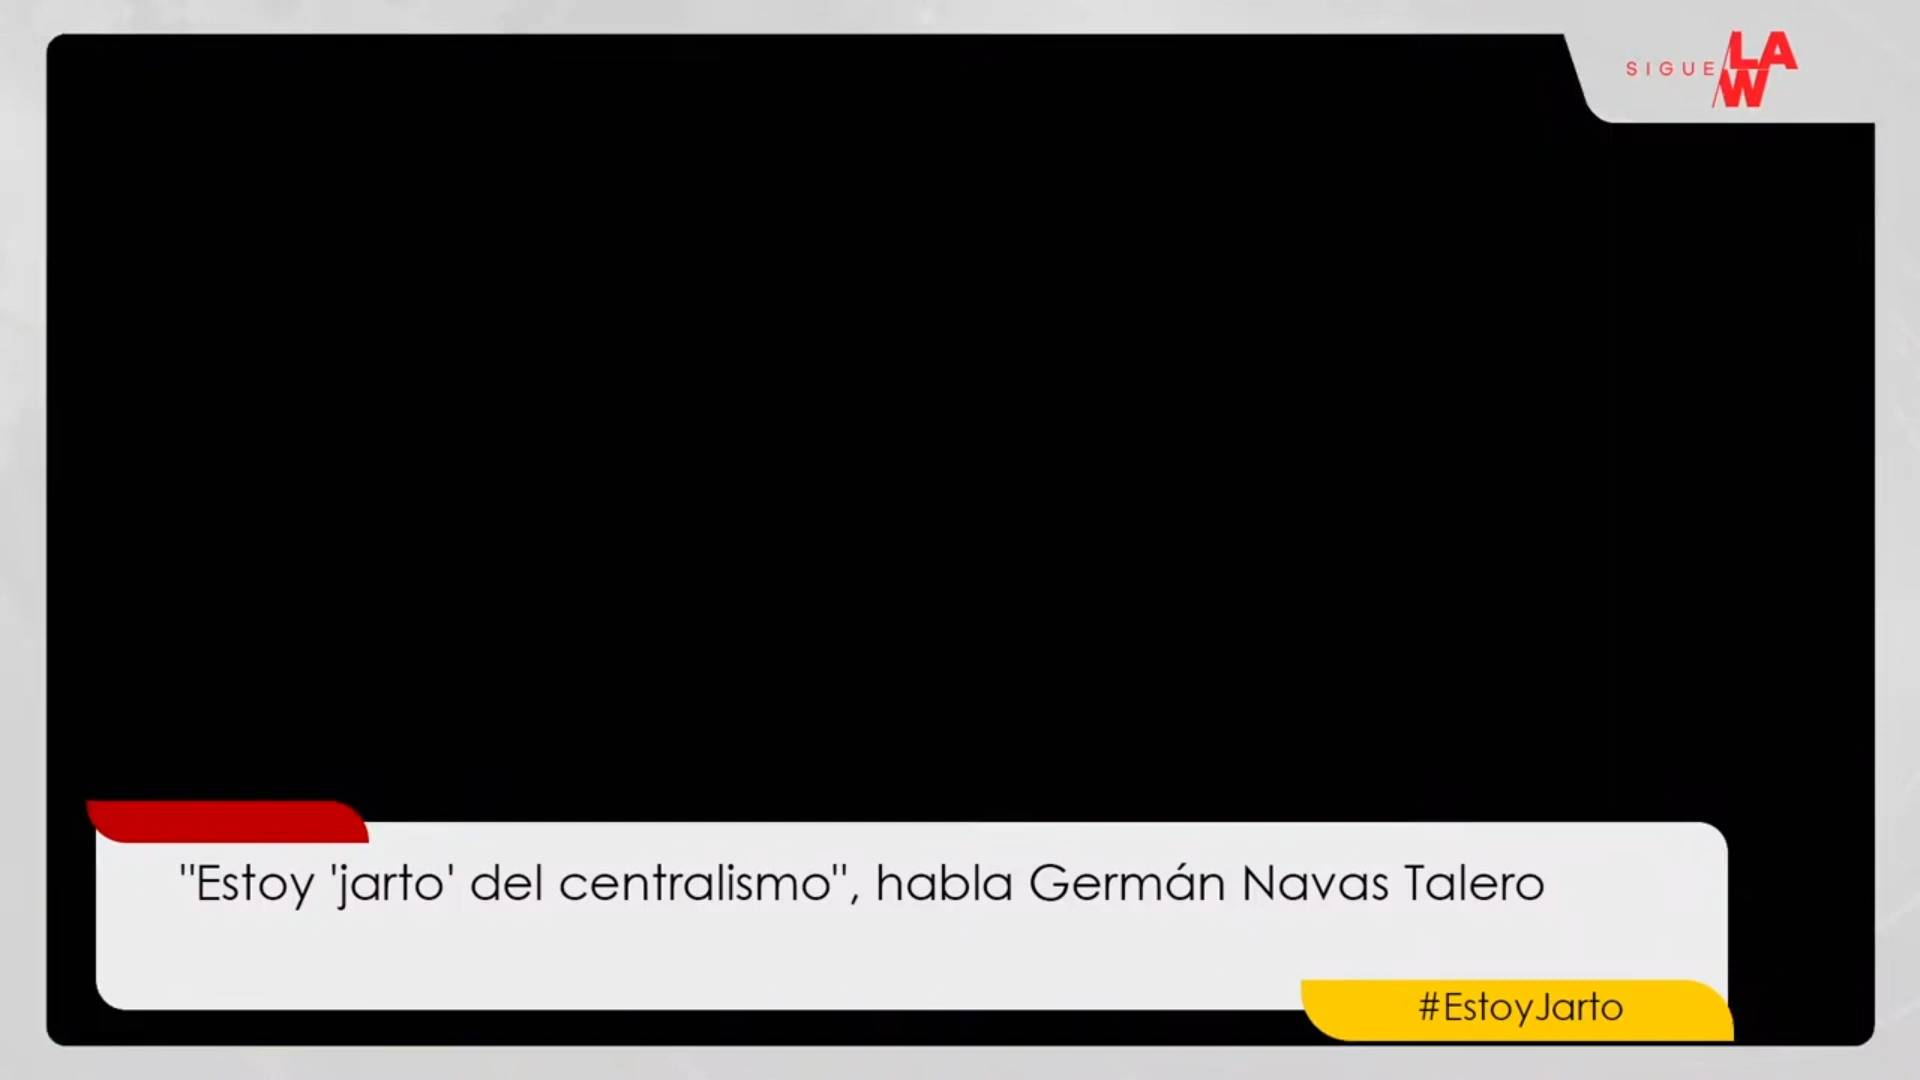 SIGUE LA W
"Estoy 'jarto' del centralismo", habla Germán Navas Talero
#EstoyJarto